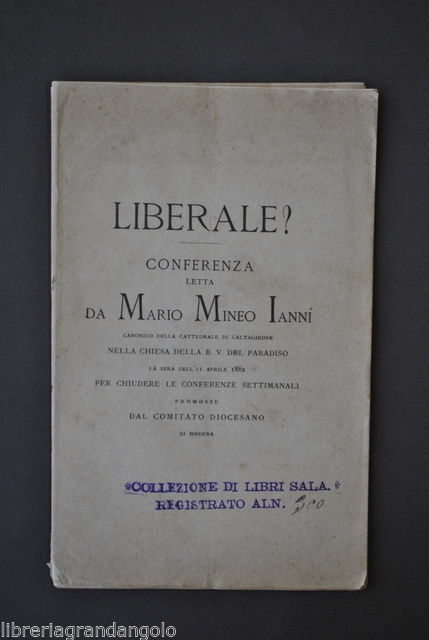 LIBERALE?
CONFERENZA
LETTA
DA MARIO MINEO IANNI
CANONICO DELLA CATTEDRALE DI CALTAGIRONE
NELLA CHIESA DELLA B. V. DEL PARADISO
LA SERA DELL'11 APRILE 1882
PER CHIUDERE LE CONFERENZE SETTIMANALI
PROMOSSE
DAL COMITATO DIOCESANO
DI MODENA
*COLLEZIONE DI LIBRI SALA.*
REGISTRATO ALN. 300
libreriagrandangolo